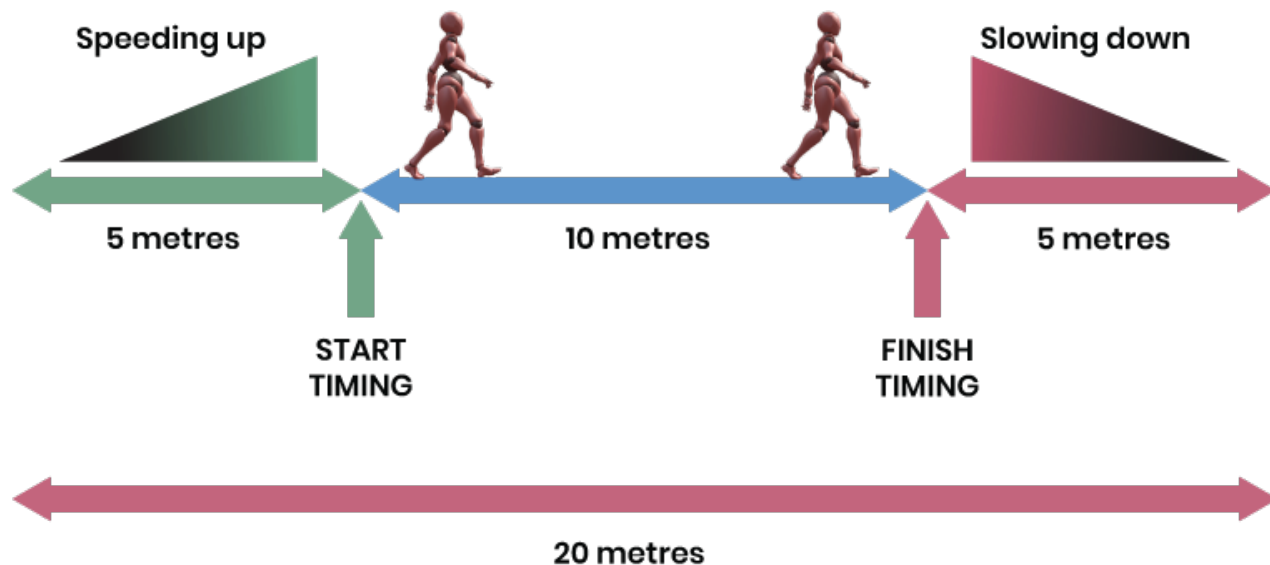 Speeding up
Slowing down
5 metres
10 metres
5 metres
START
TIMING
FINISH
TIMING
20 metres